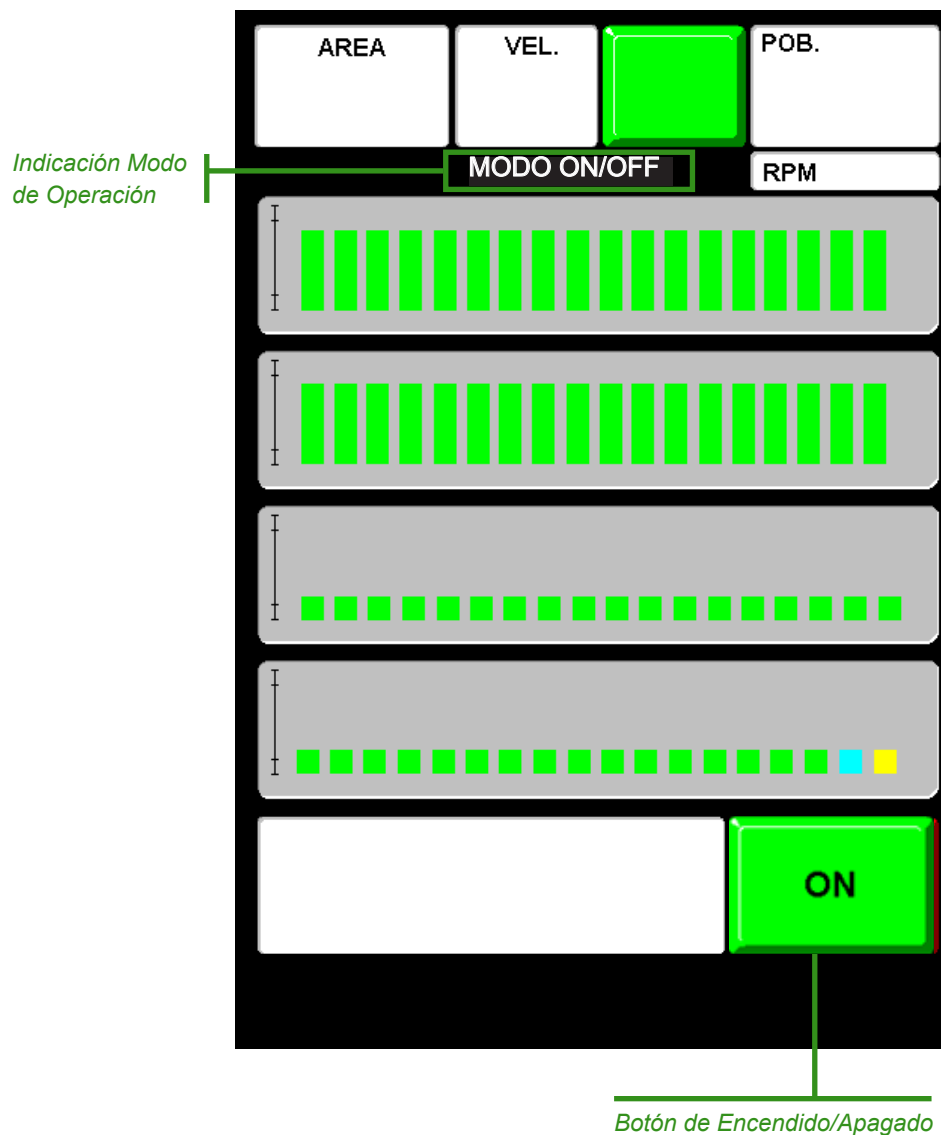 AREA
VEL.
POB.
Indicación Modo
de Operación
MODO ON/OFF
RPM
ON
Botón de Encendido/Apagado